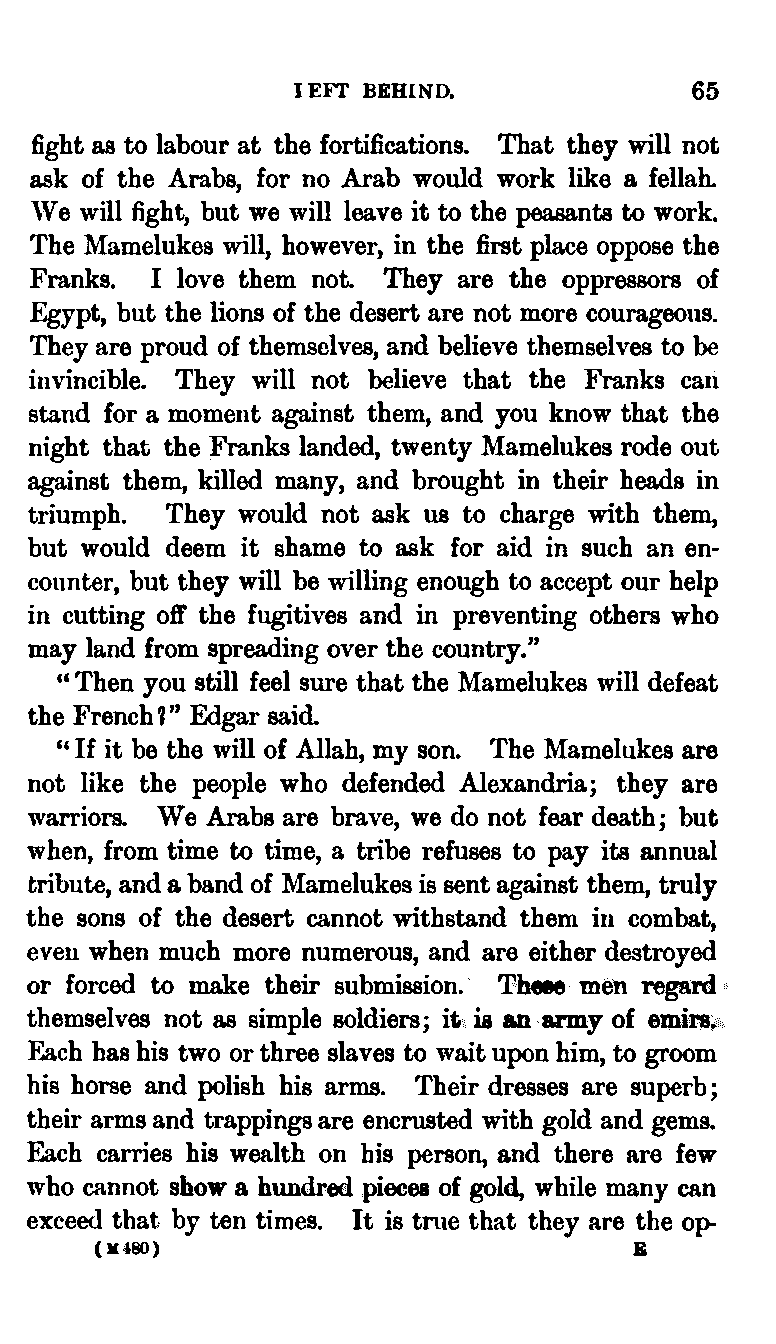 IEFT BEHIND. 65
fight as to labour at the fortifications. That they will not
ask of the Arabs, for no Arab would work like a fellah.
We will fight, but we will leave it to the peasants to work.
The Mamelukes will, however, in the first place oppose the
Franks. I love them not. They are the oppressors of
Egypt, but the lions of the desert are not more courageous.
They are proud of themselves, and believe themselves to be
invincible. They will not believe that the Franks can
stand for a moment against them, and you know that the
night that the Franks landed, twenty Mamelukes rode out
against them, killed many, and brought in their heads in
triumph. They would not ask us to charge with them,
but would deem it shame to ask for aid in such an en-
counter, but they will be willing enough to accept our help
in cutting off the fugitives and in preventing others who
may land from spreading over the country."
"Then you still feel sure that the Mamelukes will defeat
the French?" Edgar said.
"If it be the will of Allah, my son. The Mamelukes are
not like the people who defended Alexandria; they are
warriors. We Arabs are brave, we do not fear death; but
when, from time to time, a tribe refuses to pay its annual
tribute, and a band of Mamelukes is sent against them, truly
the sons of the desert cannot withstand them in combat,
even when much more numerous, and are either destroyed
or forced to make their submission. These men regard
themselves not as simple soldiers; it is an army of emirs.
Each has his two or three slaves to wait upon him, to groom
his horse and polish his arms. Their dresses are superb;
their arms and trappings are encrusted with gold and gems.
Each carries his wealth on his person, and there are few
who cannot show a hundred pieces of gold, while many can
exceed that by ten times. It is true that they are the op-
(M 480) E